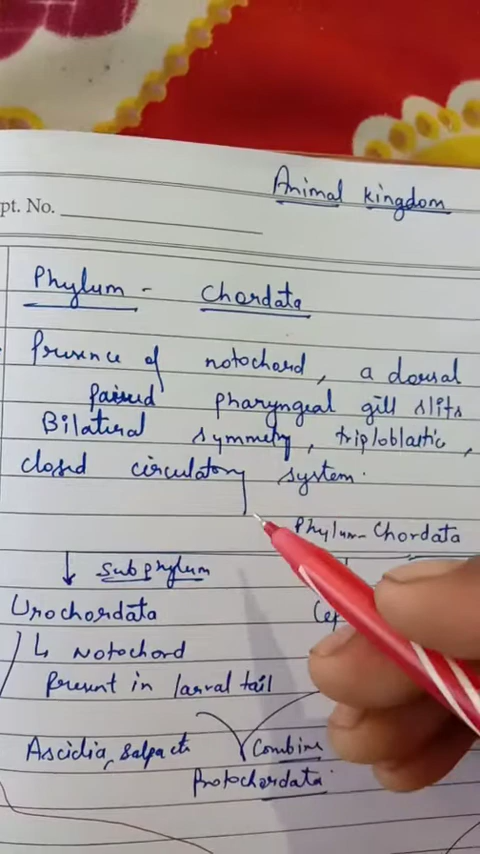 Animal kingdom
pt. No.
Phylum - Chordata
Presence of notochord, a dorsal
paired pharyngeal gill slits
Bilateral symmetry, triploblastic,
closed circulatory system.
Phylum - Chordata
↓ Subphylum
Urochordata
Cep
↳ Notochord
Present in larval tail
Ascidia, Salpa etc
Combine
Protochordata